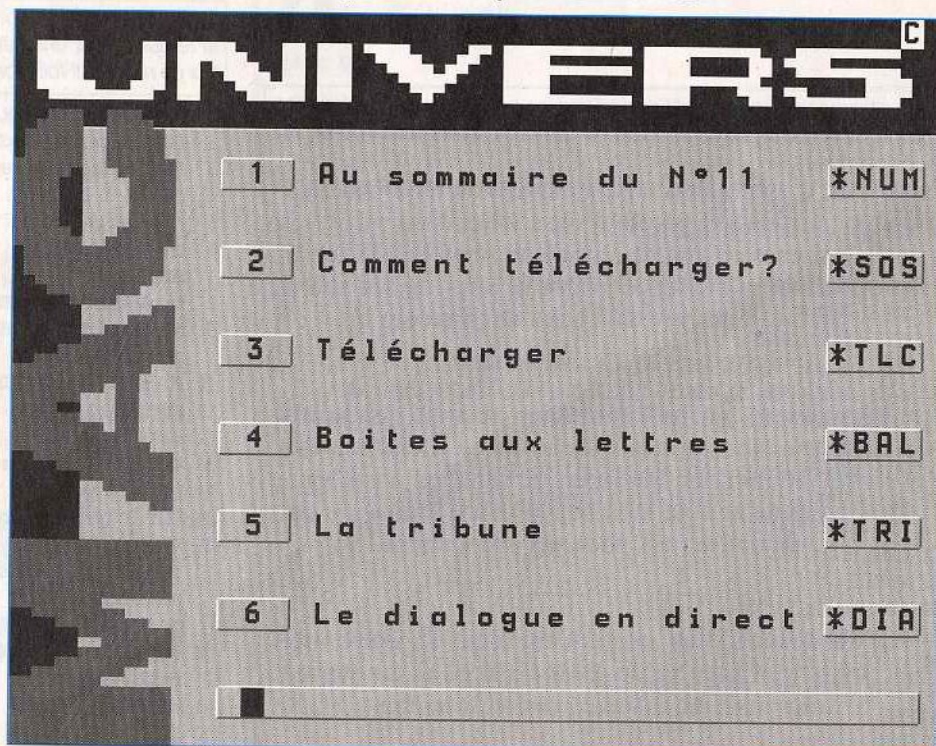 C
UNIVERS
MAC
1 Au sommaire du N°11 *NUM
2 Comment télécharger? *SOS
3 Télécharger *TLC
4 Boites aux lettres *BAL
5 La tribune *TRI
6 Le dialogue en direct *DIA